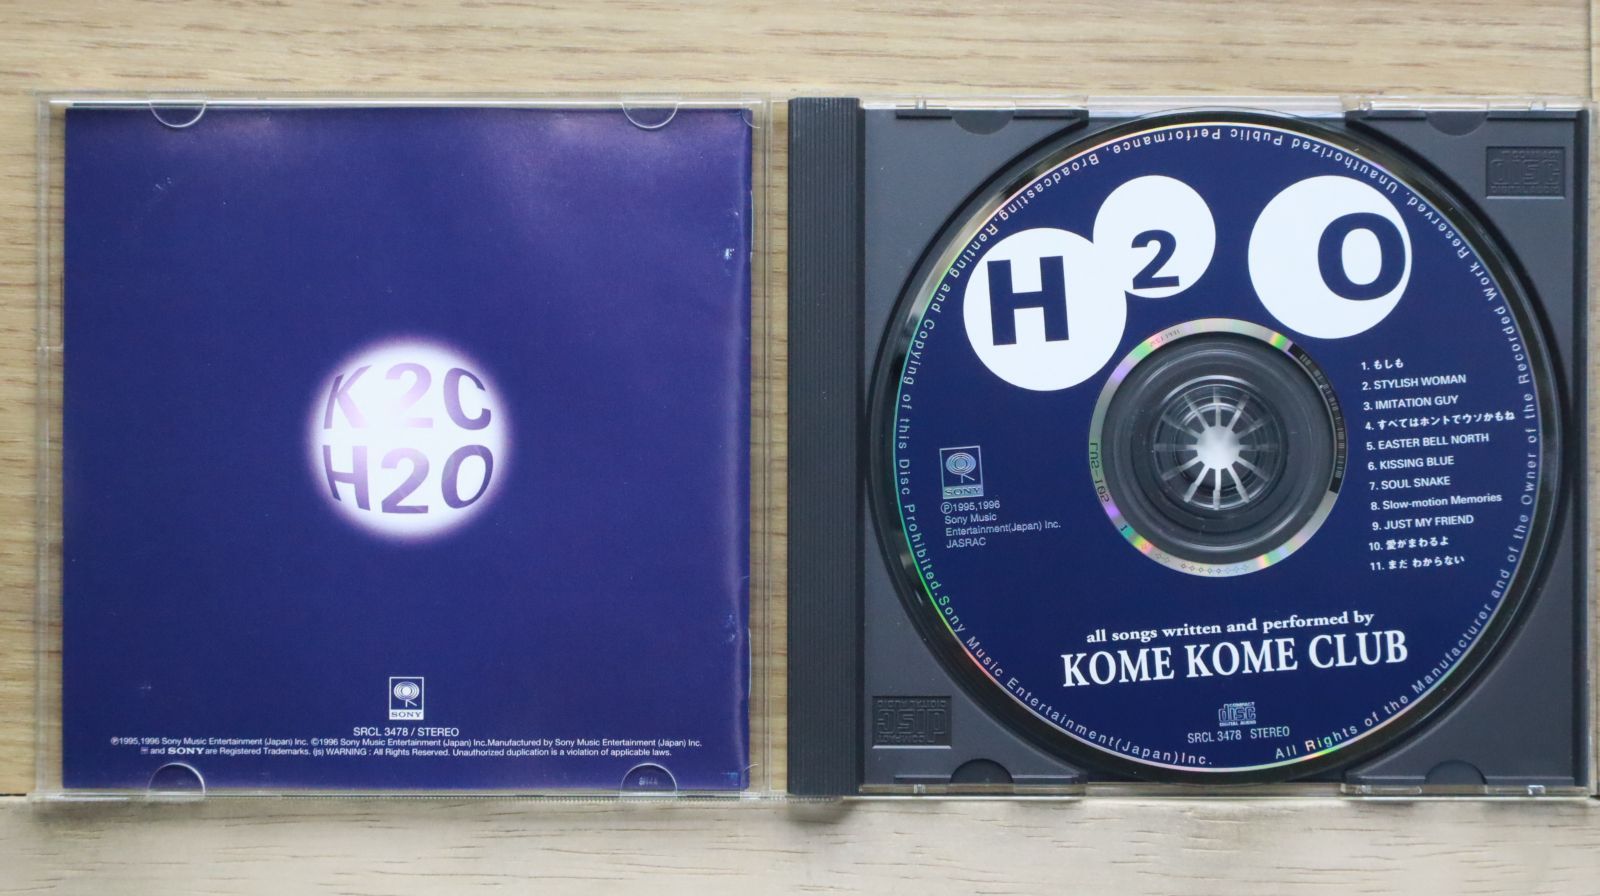 K2C
H2O
SONY
SRCL 3478 / STEREO
℗1995,1996 Sony Music Entertainment (Japan) Inc. ©1996 Sony Music Entertainment (Japan) Inc.Manufactured by Sony Music Entertainment (Japan) Inc.
and SONY are Registered Trademarks. (js) WARNING : All Rights Reserved. Unauthorized duplication is a violation of applicable laws.
H2O
1. もしも
2. STYLISH WOMAN
3. IMITATION GUY
4. すべてはホントでウソかもね
5. EASTER BELL NORTH
6. KISSING BLUE
7. SOUL SNAKE
8. Slow-motion Memories
9. JUST MY FRIEND
10. 愛がまわるよ
11. まだ わからない
SONY
℗1995,1996
Sony Music
Entertainment(Japan) Inc.
JASRAC
all songs written and performed by
KOME KOME CLUB
COMPACT
disc
DIGITAL AUDIO
SRCL 3478 STEREO
All Rights of the Manufacturer and of the Owner of the Recorded Work Reserved. Unauthorized Public Performance, Broadcasting,Renting and Copying of this Disc Prohibited.Sony Music Entertainment(Japan)Inc.